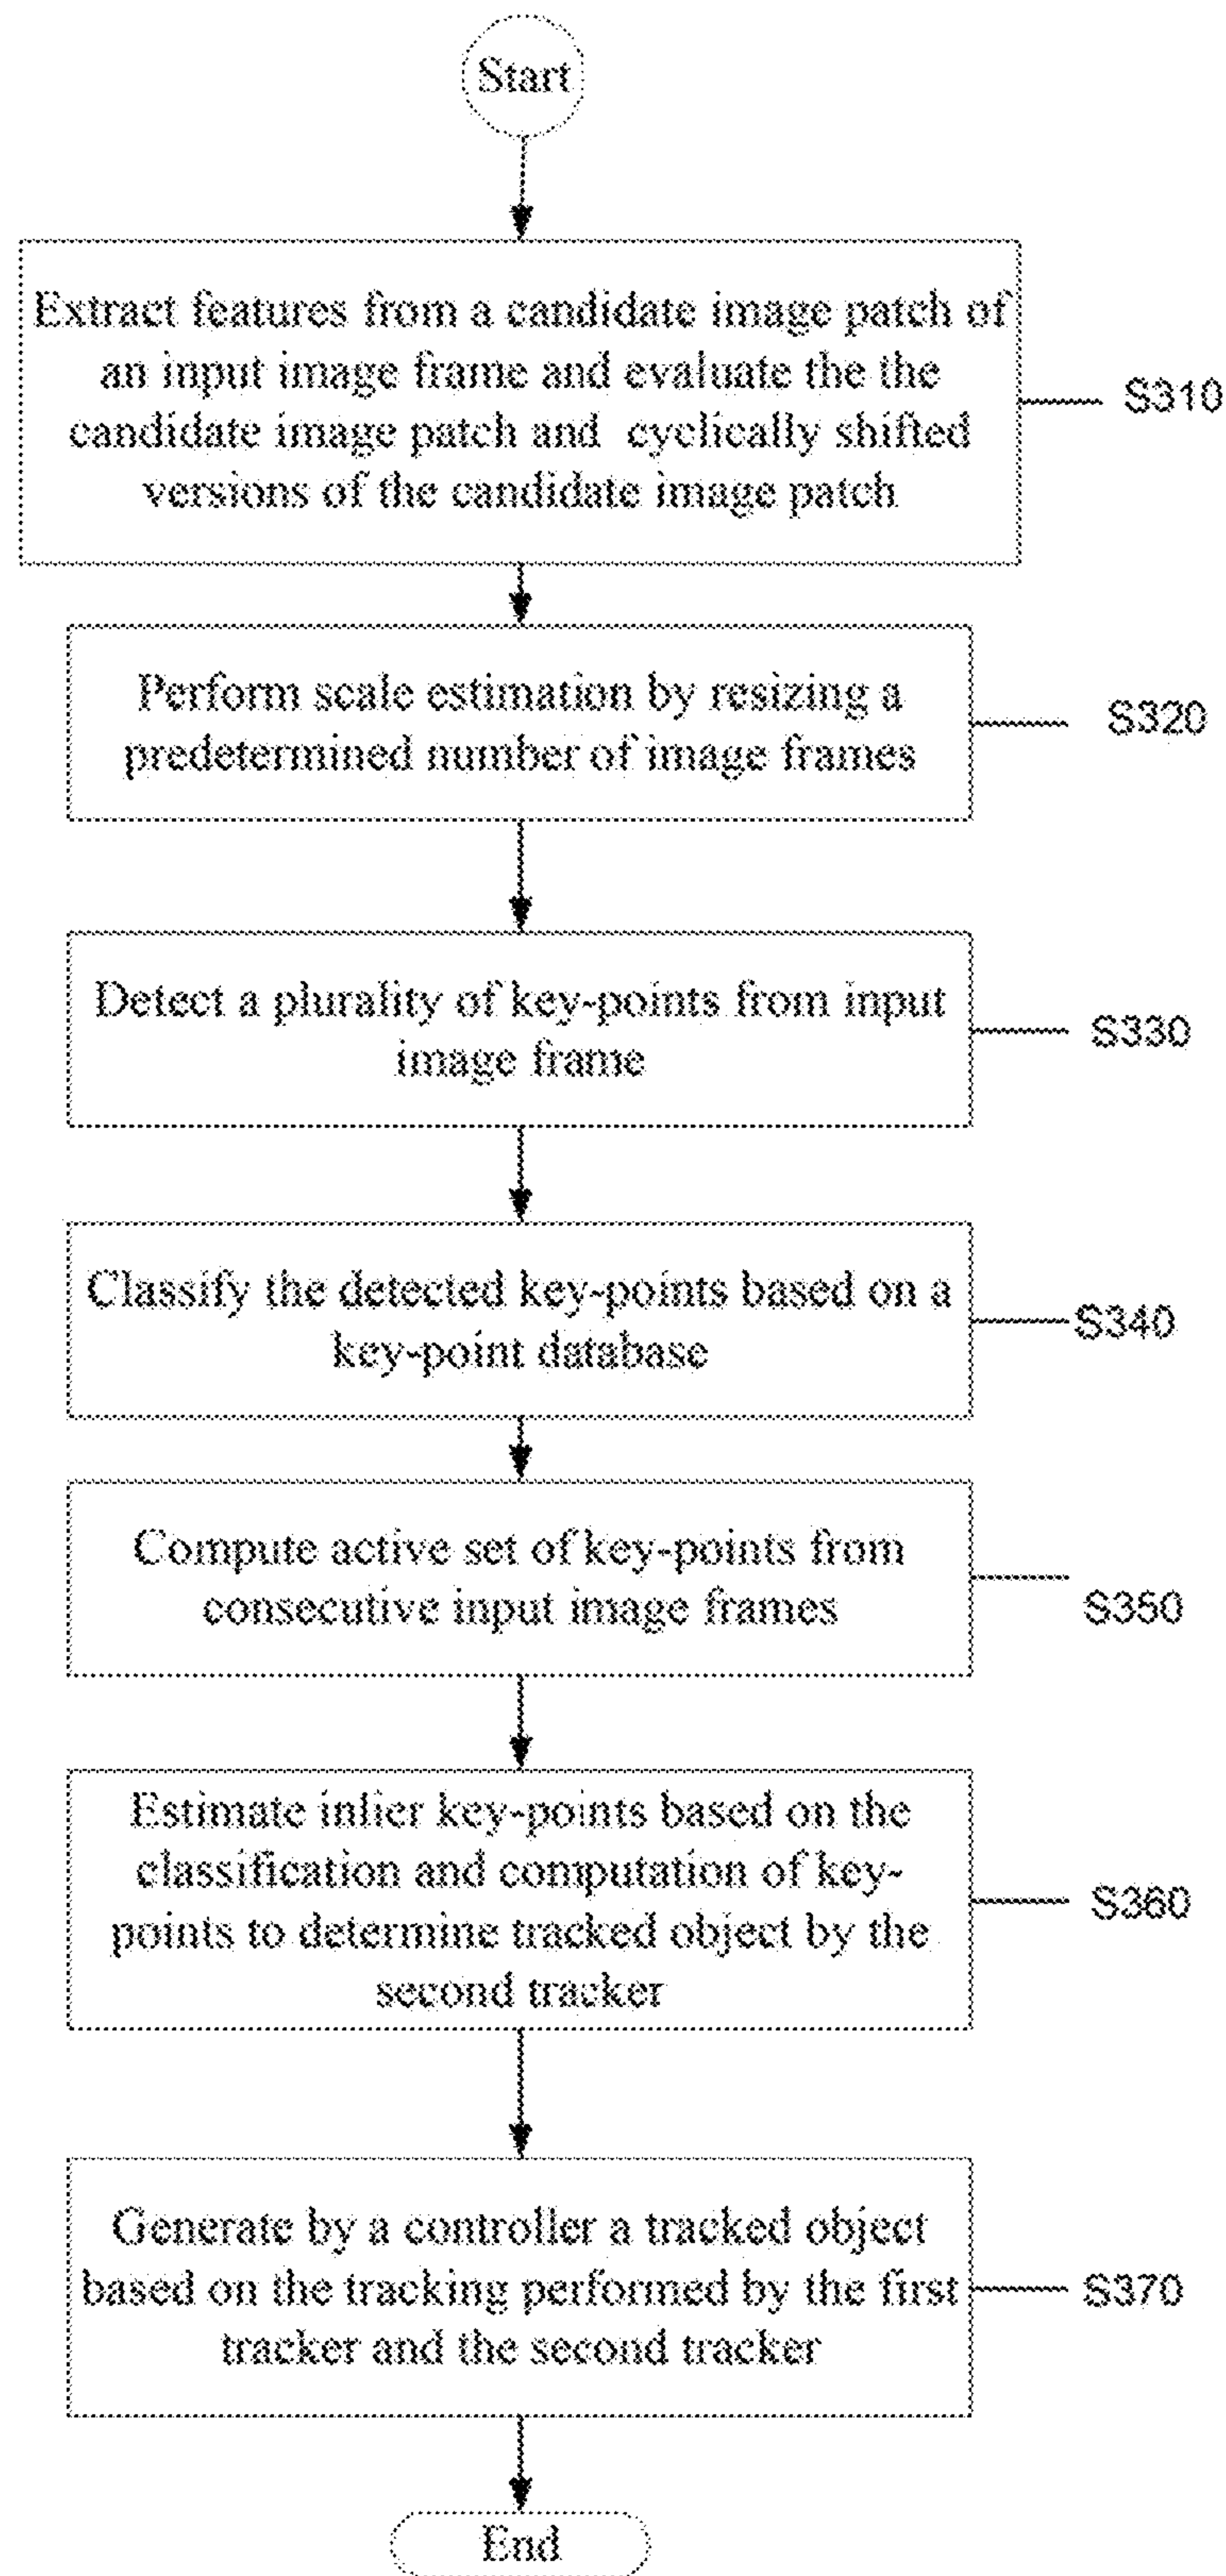 Start
Extract features from a candidate image patch of
an input image frame and evaluate the the
candidate image patch and cyclically shifted
versions of the candidate image patch
S310
Perform scale estimation by resizing a
predetermined number of image frames
S320
Detect a plurality of key-points from input
image frame
S330
Classify the detected key-points based on a
key-point database
S340
Compute active set of key-points from
consecutive input image frames
S350
Estimate inlier key-points based on the
classification and computation of key-
points to determine tracked object by the
second tracker
S360
Generate by a controller a tracked object
based on the tracking performed by the first
tracker and the second tracker
S370
End